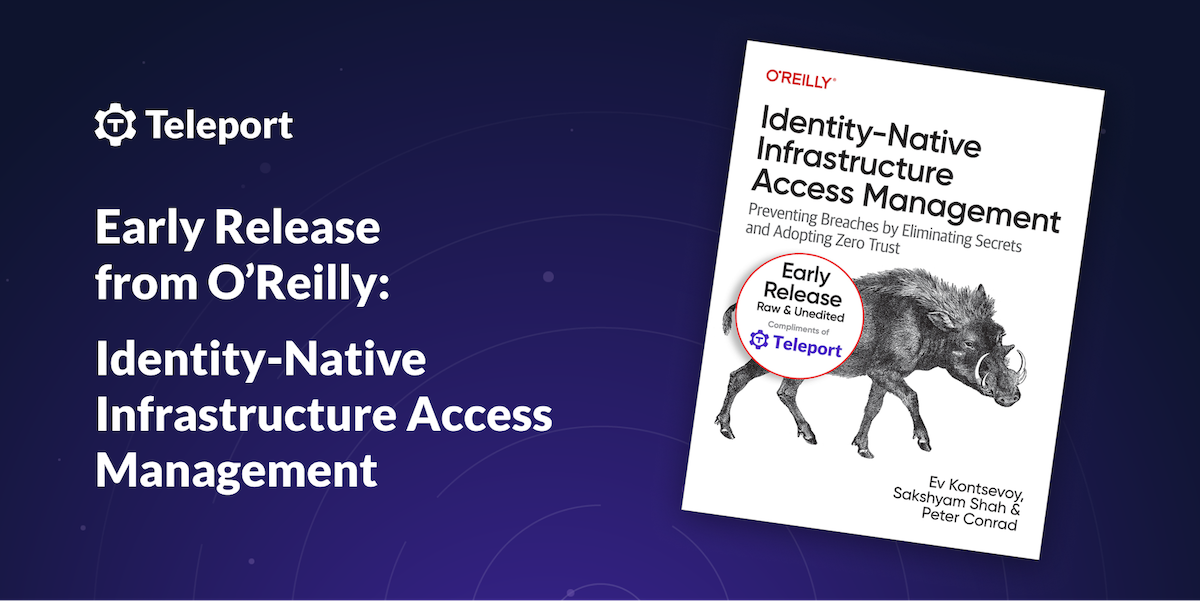 Teleport
Early Release
from O’Reilly:
Identity-Native
Infrastructure Access
Management
O'REILLY®
Identity-Native
Infrastructure
Access Management
Preventing Breaches by Eliminating Secrets
and Adopting Zero Trust
Early
Release
Raw & Unedited
Compliments of
Teleport
Ev Kontsevoy,
Sakshyam Shah &
Peter Conrad